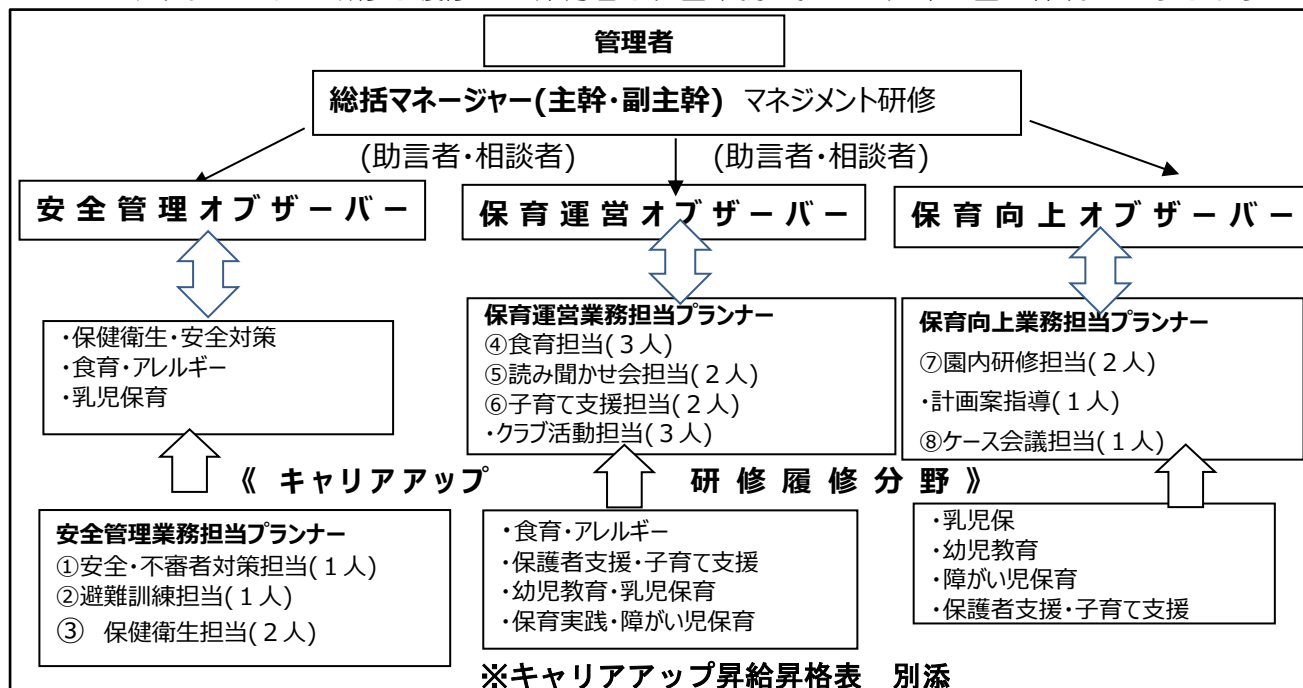 管理者
総括マネージャー(主幹・副主幹) マネジメント研修
(助言者・相談者) (助言者・相談者)
安全管理オブザーバー
保育運営オブザーバー
保育向上オブザーバー
・保健衛生・安全対策
・食育・アレルギー
・乳児保育
保育運営業務担当プランナー
④食育担当(３人)
⑤読み聞かせ会担当(２人)
⑥子育て支援担当(２人)
・クラブ活動担当(３人)
保育向上業務担当プランナー
⑦園内研修担当(２人)
・計画案指導(１人)
⑧ケース会議担当(１人)
《 キャリアアップ 研修履修分野》
安全管理業務担当プランナー
①安全・不審者対策担当(１人)
②避難訓練担当(１人)
③ 保健衛生担当(２人)
・食育・アレルギー
・保護者支援・子育て支援
・幼児教育・乳児保育
・保育実践・障がい児保育
・乳児保
・幼児教育
・障がい児保育
・保護者支援・子育て支援
※キャリアアップ昇給昇格表 別添